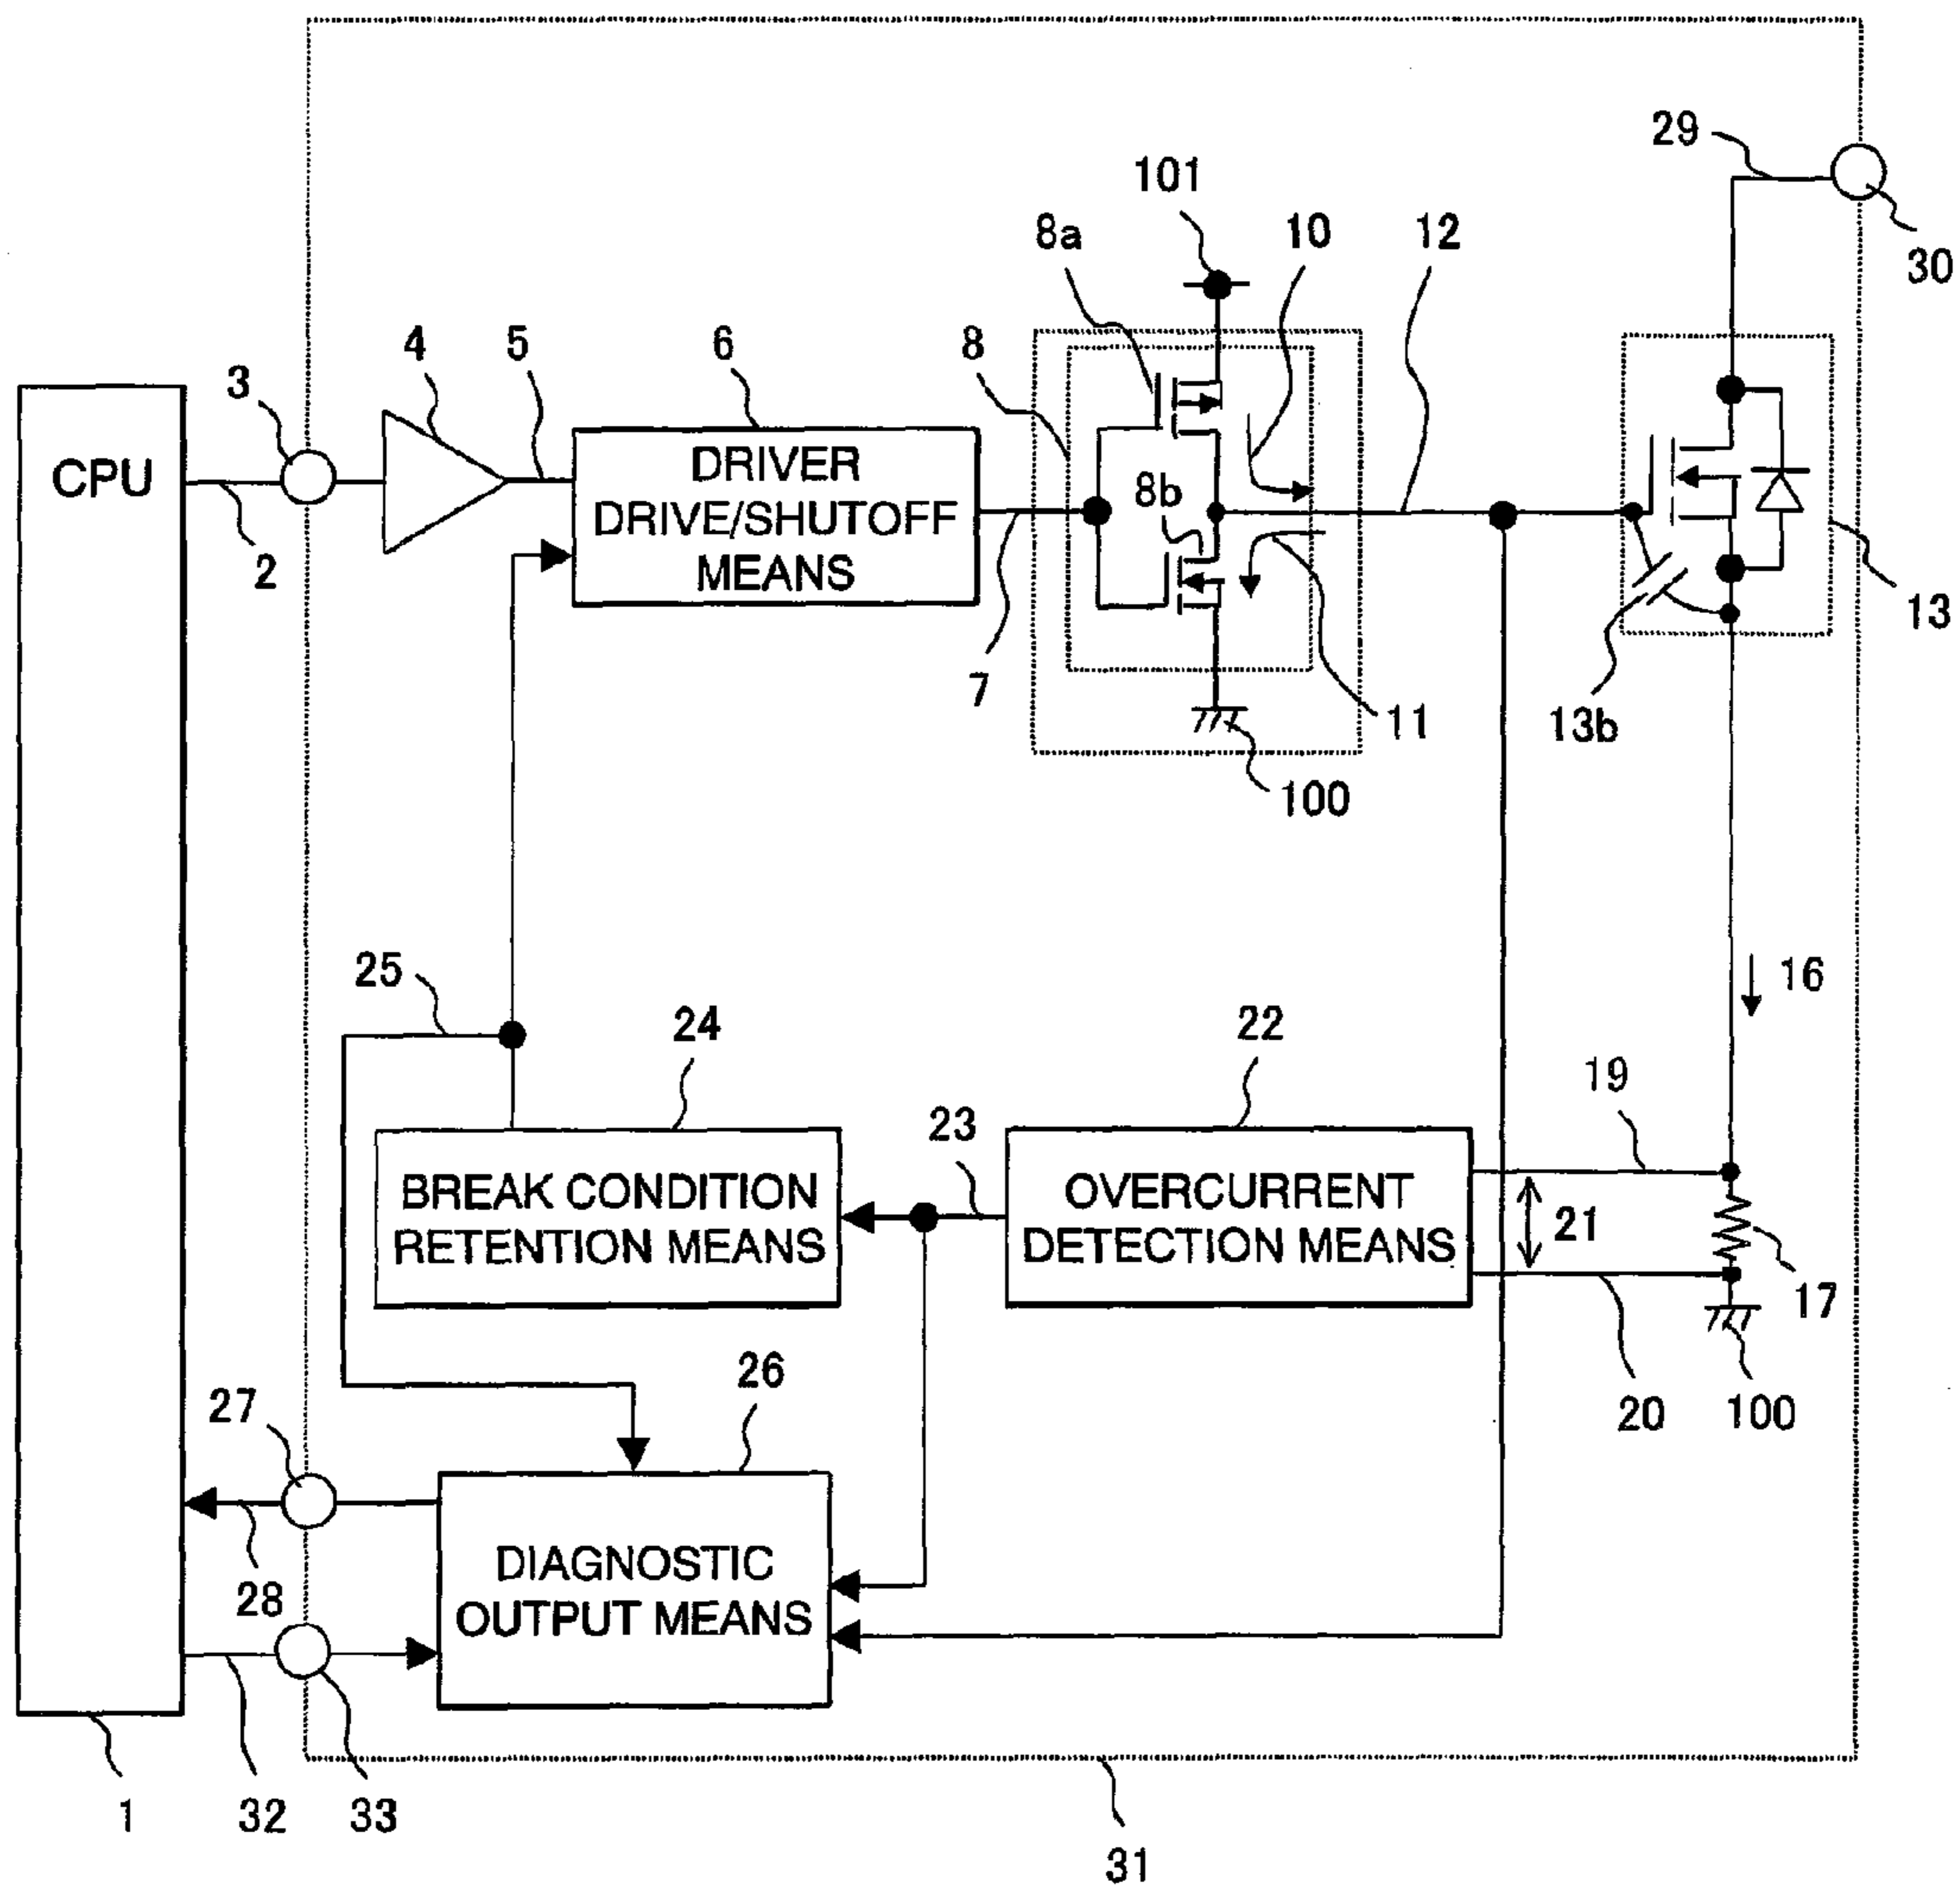 29
101
8a
10
12
30
3
4
5
6
8
CPU
DRIVER
DRIVE/SHUTOFF
MEANS
8b
2
7
11
13b
13
100
25
24
22
16
23
19
BREAK CONDITION
RETENTION MEANS
OVERCURRENT
DETECTION MEANS
21
17
27
26
20
100
28
DIAGNOSTIC
OUTPUT MEANS
1
32
33
31